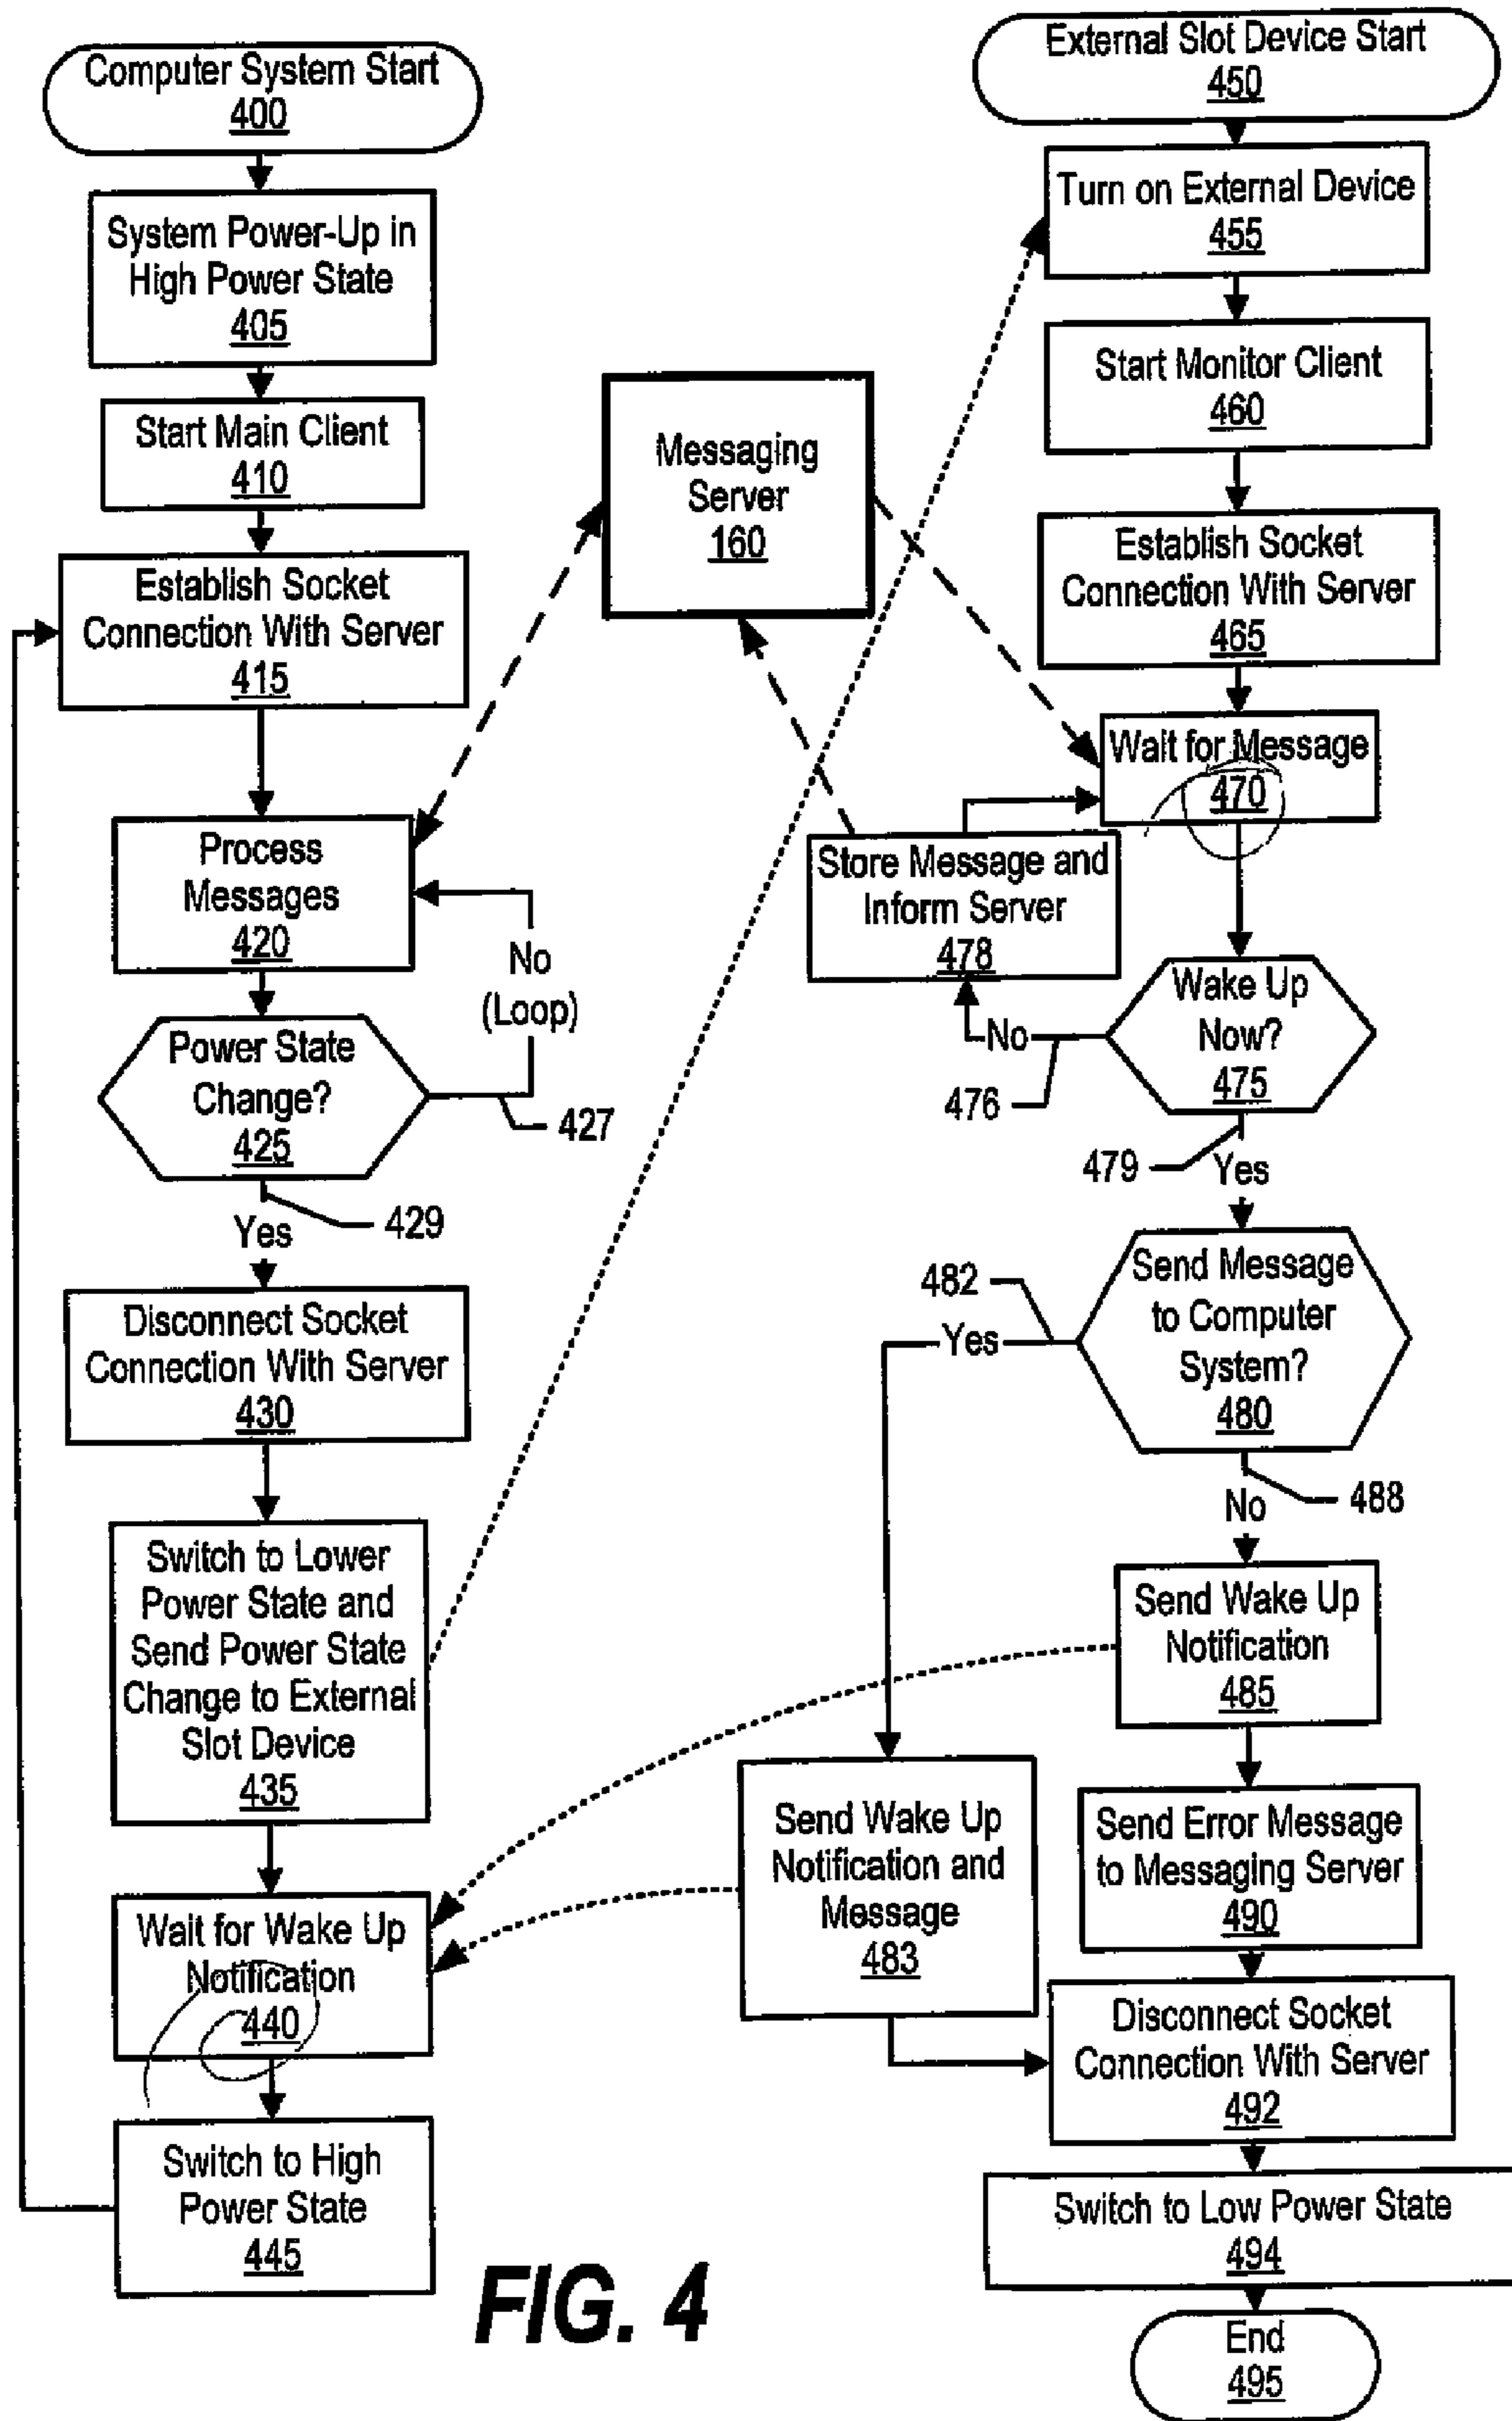 Computer System Start
400
System Power-Up in
High Power State
405
Start Main Client
410
Establish Socket
Connection With Server
415
Process
Messages
420
No
(Loop)
Power State
Change?
425
427
Yes
429
Disconnect Socket
Connection With Server
430
Switch to Lower
Power State and
Send Power State
Change to External
Slot Device
435
Wait for Wake Up
Notification
440
Switch to High
Power State
445
Messaging
Server
160
External Slot Device Start
450
Turn on External Device
455
Start Monitor Client
460
Establish Socket
Connection With Server
465
Wait for Message
470
Store Message and
Inform Server
478
Wake Up
Now?
475
No
476
479
Yes
Send Message
to Computer
System?
480
482
Yes
488
No
Send Wake Up
Notification
485
Send Wake Up
Notification and
Message
483
Send Error Message
to Messaging Server
490
Disconnect Socket
Connection With Server
492
Switch to Low Power State
494
End
495
FIG. 4